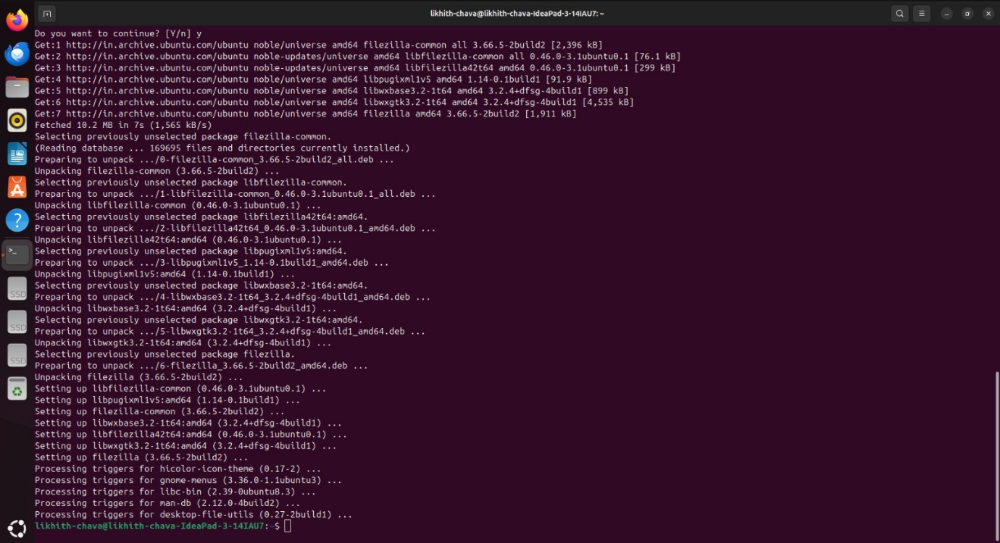 likhith-chava@likhith-chava-IdeaPad-3-14IAU7: ~
Do you want to continue? [Y/n] y
Get:1 http://in.archive.ubuntu.com/ubuntu noble/universe amd64 filezilla-common all 3.66.5-2build2 [2,396 kB]
Get:2 http://in.archive.ubuntu.com/ubuntu noble-updates/universe amd64 libfilezilla-common all 0.46.0-3.1ubuntu0.1 [76.1 kB]
Get:3 http://in.archive.ubuntu.com/ubuntu noble-updates/universe amd64 libfilezilla42t64 amd64 0.46.0-3.1ubuntu0.1 [299 kB]
Get:4 http://in.archive.ubuntu.com/ubuntu noble/universe amd64 libpugixml1v5 amd64 1.14-0.1build1 [91.9 kB]
Get:5 http://in.archive.ubuntu.com/ubuntu noble/universe amd64 libwxbase3.2-1t64 amd64 3.2.4+dfsg-4build1 [899 kB]
Get:6 http://in.archive.ubuntu.com/ubuntu noble/universe amd64 libwxgtk3.2-1t64 amd64 3.2.4+dfsg-4build1 [4,535 kB]
Get:7 http://in.archive.ubuntu.com/ubuntu noble/universe amd64 filezilla amd64 3.66.5-2build2 [1,911 kB]
Fetched 10.2 MB in 7s (1,565 kB/s)
Selecting previously unselected package filezilla-common.
(Reading database ... 169695 files and directories currently installed.)
Preparing to unpack .../0-filezilla-common_3.66.5-2build2_all.deb ...
Unpacking filezilla-common (3.66.5-2build2) ...
Selecting previously unselected package libfilezilla-common.
Preparing to unpack .../1-libfilezilla-common_0.46.0-3.1ubuntu0.1_all.deb ...
Unpacking libfilezilla-common (0.46.0-3.1ubuntu0.1) ...
Selecting previously unselected package libfilezilla42t64:amd64.
Preparing to unpack .../2-libfilezilla42t64_0.46.0-3.1ubuntu0.1_amd64.deb ...
Unpacking libfilezilla42t64:amd64 (0.46.0-3.1ubuntu0.1) ...
Selecting previously unselected package libpugixml1v5:amd64.
Preparing to unpack .../3-libpugixml1v5_1.14-0.1build1_amd64.deb ...
Unpacking libpugixml1v5:amd64 (1.14-0.1build1) ...
Selecting previously unselected package libwxbase3.2-1t64:amd64.
Preparing to unpack .../4-libwxbase3.2-1t64_3.2.4+dfsg-4build1_amd64.deb ...
Unpacking libwxbase3.2-1t64:amd64 (3.2.4+dfsg-4build1) ...
Selecting previously unselected package libwxgtk3.2-1t64:amd64.
Preparing to unpack .../5-libwxgtk3.2-1t64_3.2.4+dfsg-4build1_amd64.deb ...
Unpacking libwxgtk3.2-1t64:amd64 (3.2.4+dfsg-4build1) ...
Selecting previously unselected package filezilla.
Preparing to unpack .../6-filezilla_3.66.5-2build2_amd64.deb ...
Unpacking filezilla (3.66.5-2build2) ...
Setting up libfilezilla-common (0.46.0-3.1ubuntu0.1) ...
Setting up libpugixml1v5:amd64 (1.14-0.1build1) ...
Setting up filezilla-common (3.66.5-2build2) ...
Setting up libwxbase3.2-1t64:amd64 (3.2.4+dfsg-4build1) ...
Setting up libfilezilla42t64:amd64 (0.46.0-3.1ubuntu0.1) ...
Setting up libwxgtk3.2-1t64:amd64 (3.2.4+dfsg-4build1) ...
Setting up filezilla (3.66.5-2build2) ...
Processing triggers for hicolor-icon-theme (0.17-2) ...
Processing triggers for gnome-menus (3.36.0-1.1ubuntu3) ...
Processing triggers for libc-bin (2.39-0ubuntu8.3) ...
Processing triggers for man-db (2.12.0-4build2) ...
Processing triggers for desktop-file-utils (0.27-2build1) ...
likhith-chava@likhith-chava-IdeaPad-3-14IAU7:~$
SSD
SSD
SSD